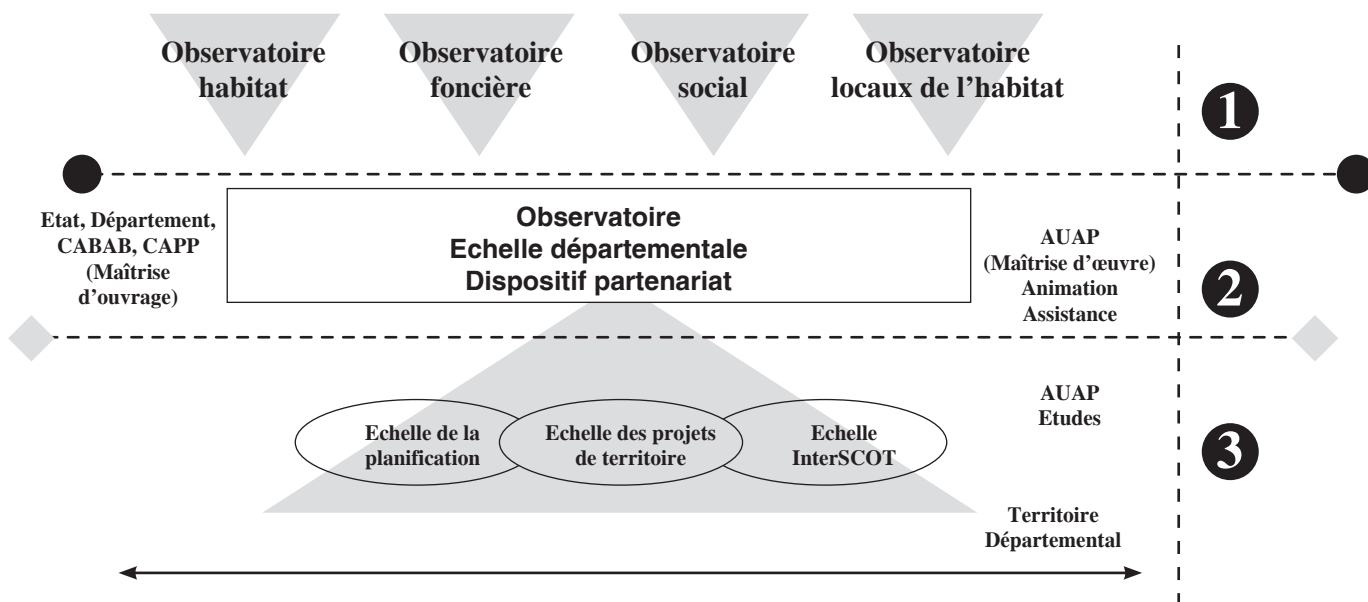 Observatoire
habitat
Observatoire
foncière
Observatoire
social
Observatoire
locaux de l'habitat
1
Etat, Département,
CABAB, CAPP
(Maîtrise
d'ouvrage)
Observatoire
Echelle départementale
Dispositif partenariat
AUAP
(Maîtrise d'œuvre)
Animation
Assistance
2
Echelle de la
planification
Echelle des projets
de territoire
Echelle
InterSCOT
AUAP
Etudes
3
Territoire
Départemental